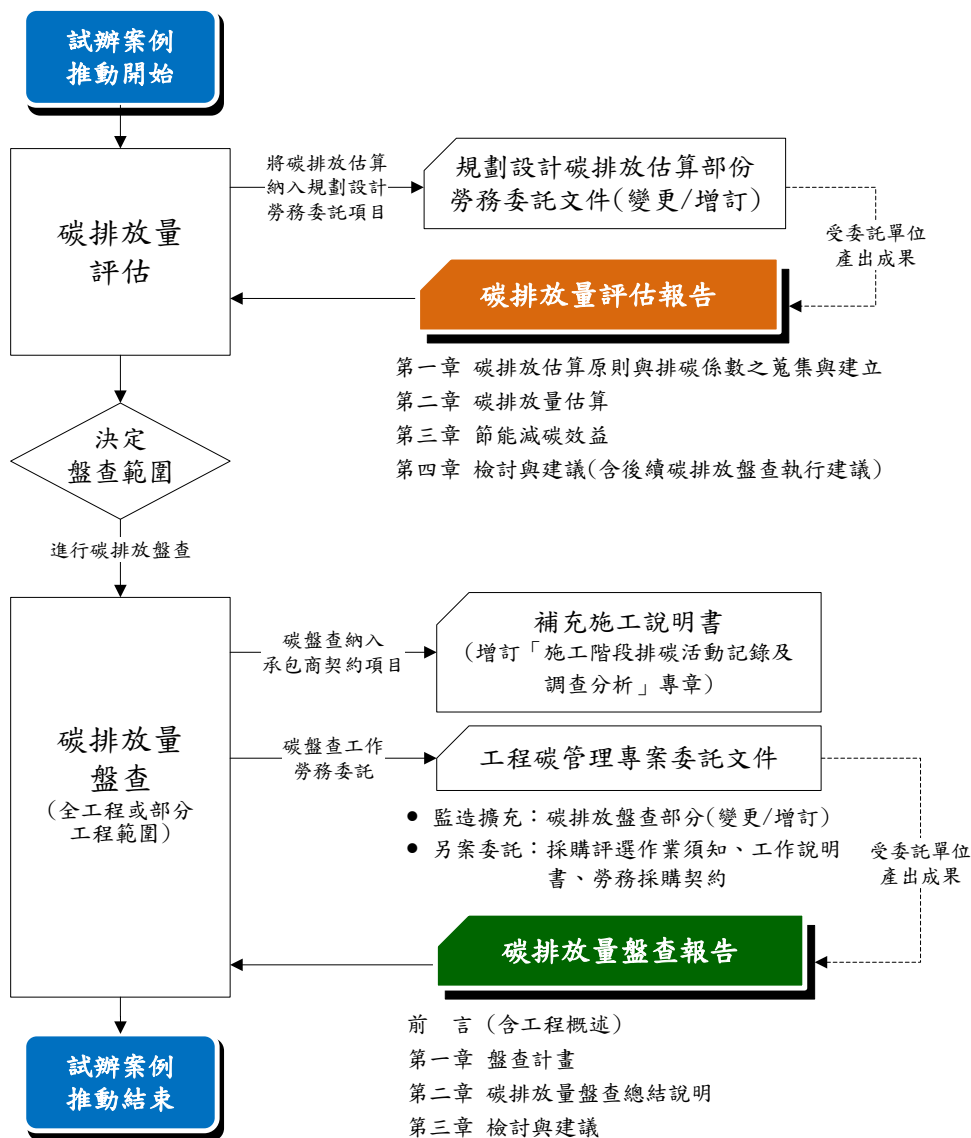 試辦案例
推動開始
碳排放量
評估
將碳排放估算
納入規劃設計
勞務委託項目
規劃設計碳排放估算部份
勞務委託文件(變更/增訂)
受委託單位
產出成果
碳排放量評估報告
第一章 碳排放估算原則與排碳係數之蒐集與建立
第二章 碳排放量估算
第三章 節能減碳效益
第四章 檢討與建議(含後續碳排放盤查執行建議)
決定
盤查範圍
進行碳排放盤查
碳排放量
盤查
(全工程或部分
工程範圍)
碳盤查納入
承包商契約項目
補充施工說明書
(增訂「施工階段排碳活動記錄及
調查分析」專章)
碳盤查工作
勞務委託
工程碳管理專案委託文件
● 監造擴充：碳排放盤查部分(變更/增訂)
● 另案委託：採購評選作業須知、工作說明
書、勞務採購契約
受委託單位
產出成果
碳排放量盤查報告
前　言 (含工程概述)
第一章 盤查計畫
第二章 碳排放量盤查總結說明
第三章 檢討與建議
試辦案例
推動結束